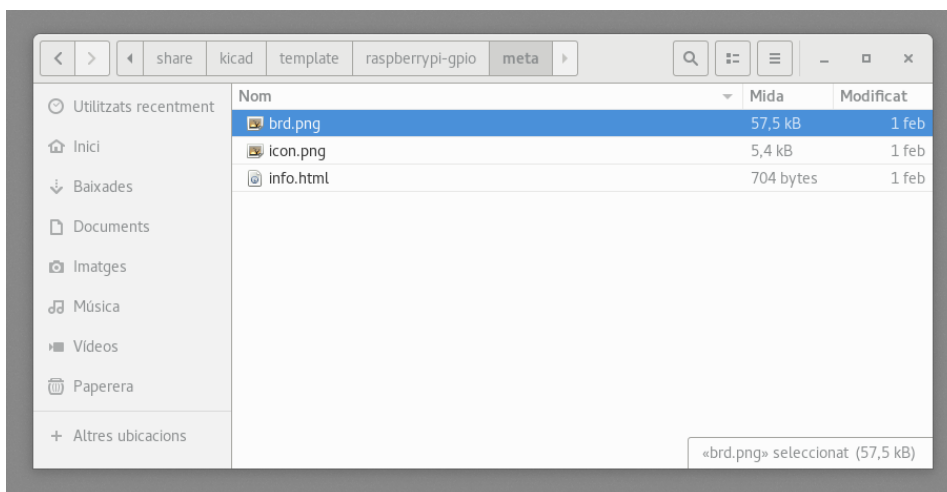 share kicad template raspberrypi-gpio meta
Utilitzats recentment
Inici
Baixades
Documents
Imatges
Música
Vídeos
Paperera
Altres ubicacions
Nom Mida Modificat
brd.png 57,5 kB 1 feb
icon.png 5,4 kB 1 feb
info.html 704 bytes 1 feb
«brd.png» seleccionat (57,5 kB)